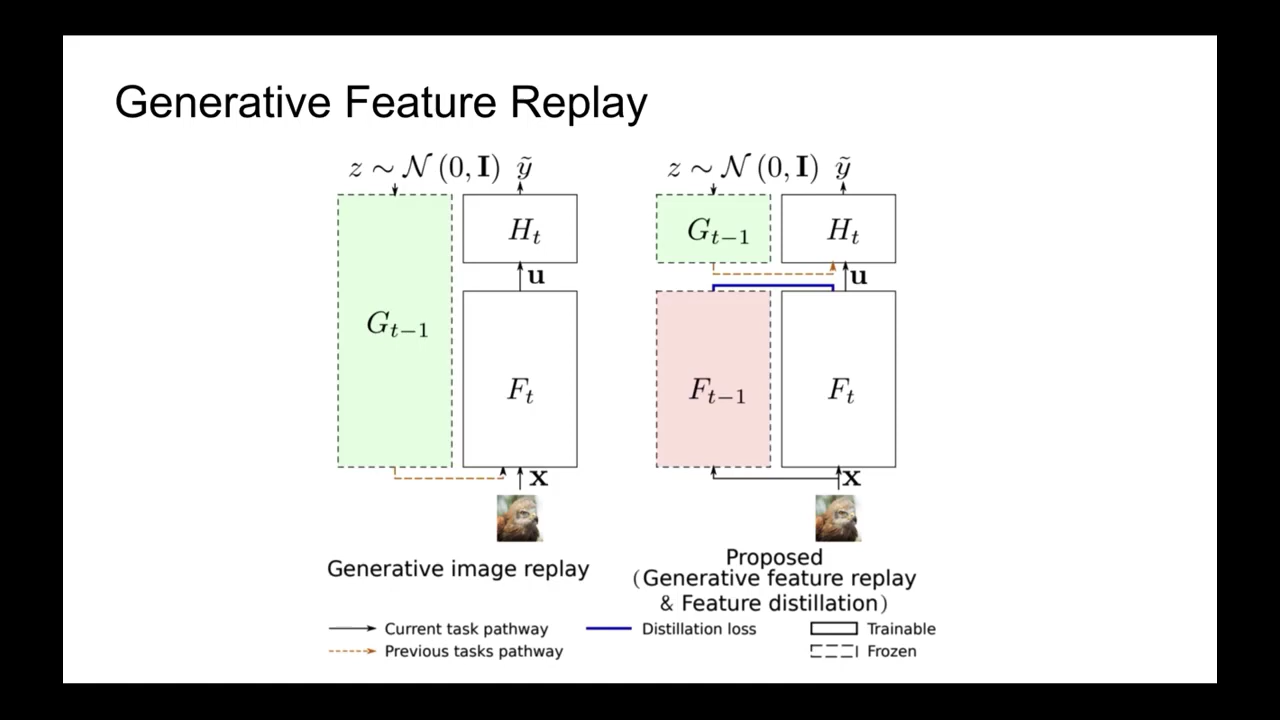 Generative Feature Replay
z ∼ 𝒩 (0, I) ỹ
G_{t−1}
H_t
u
F_t
x
Generative image replay
z ∼ 𝒩 (0, I) ỹ
G_{t−1}
H_t
u
F_{t−1}
F_t
x
Proposed
(Generative feature replay
& Feature distillation)
Current task pathway
Distillation loss
Trainable
Previous tasks pathway
Frozen